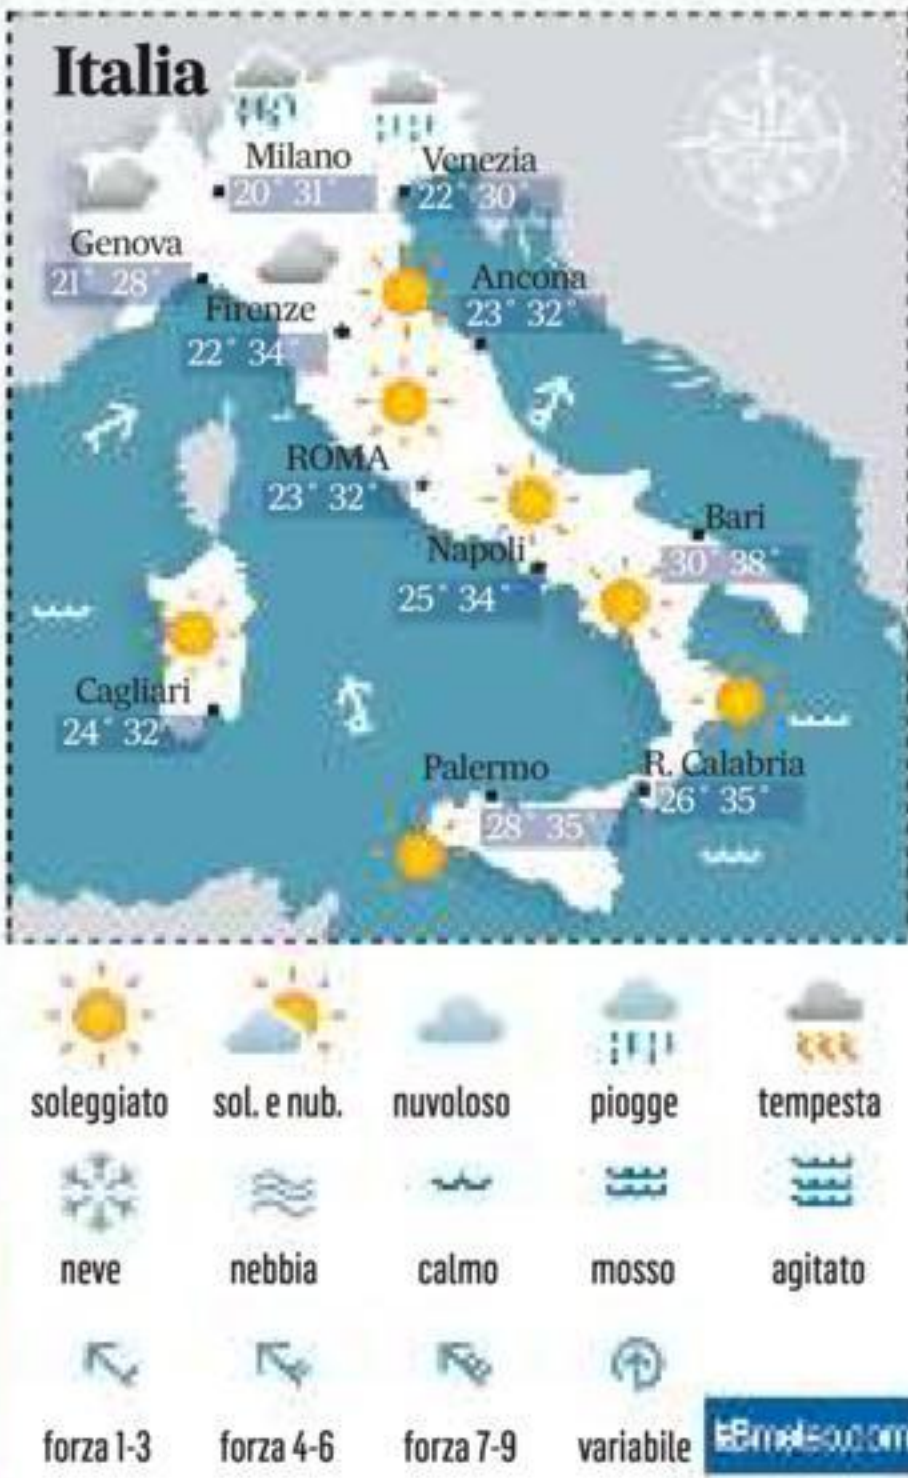 Italia
Milano
20° 31°
Venezia
22° 30°
Genova
21° 28°
Firenze
22° 34°
Ancona
23° 32°
ROMA
23° 32°
Napoli
25° 34°
Bari
30° 38°
Cagliari
24° 32°
Palermo
28° 35°
R. Calabria
26° 35°
soleggiato
sol. e nub.
nuvoloso
piogge
tempesta
neve
nebbia
calmo
mosso
agitato
forza 1-3
forza 4-6
forza 7-9
variabile